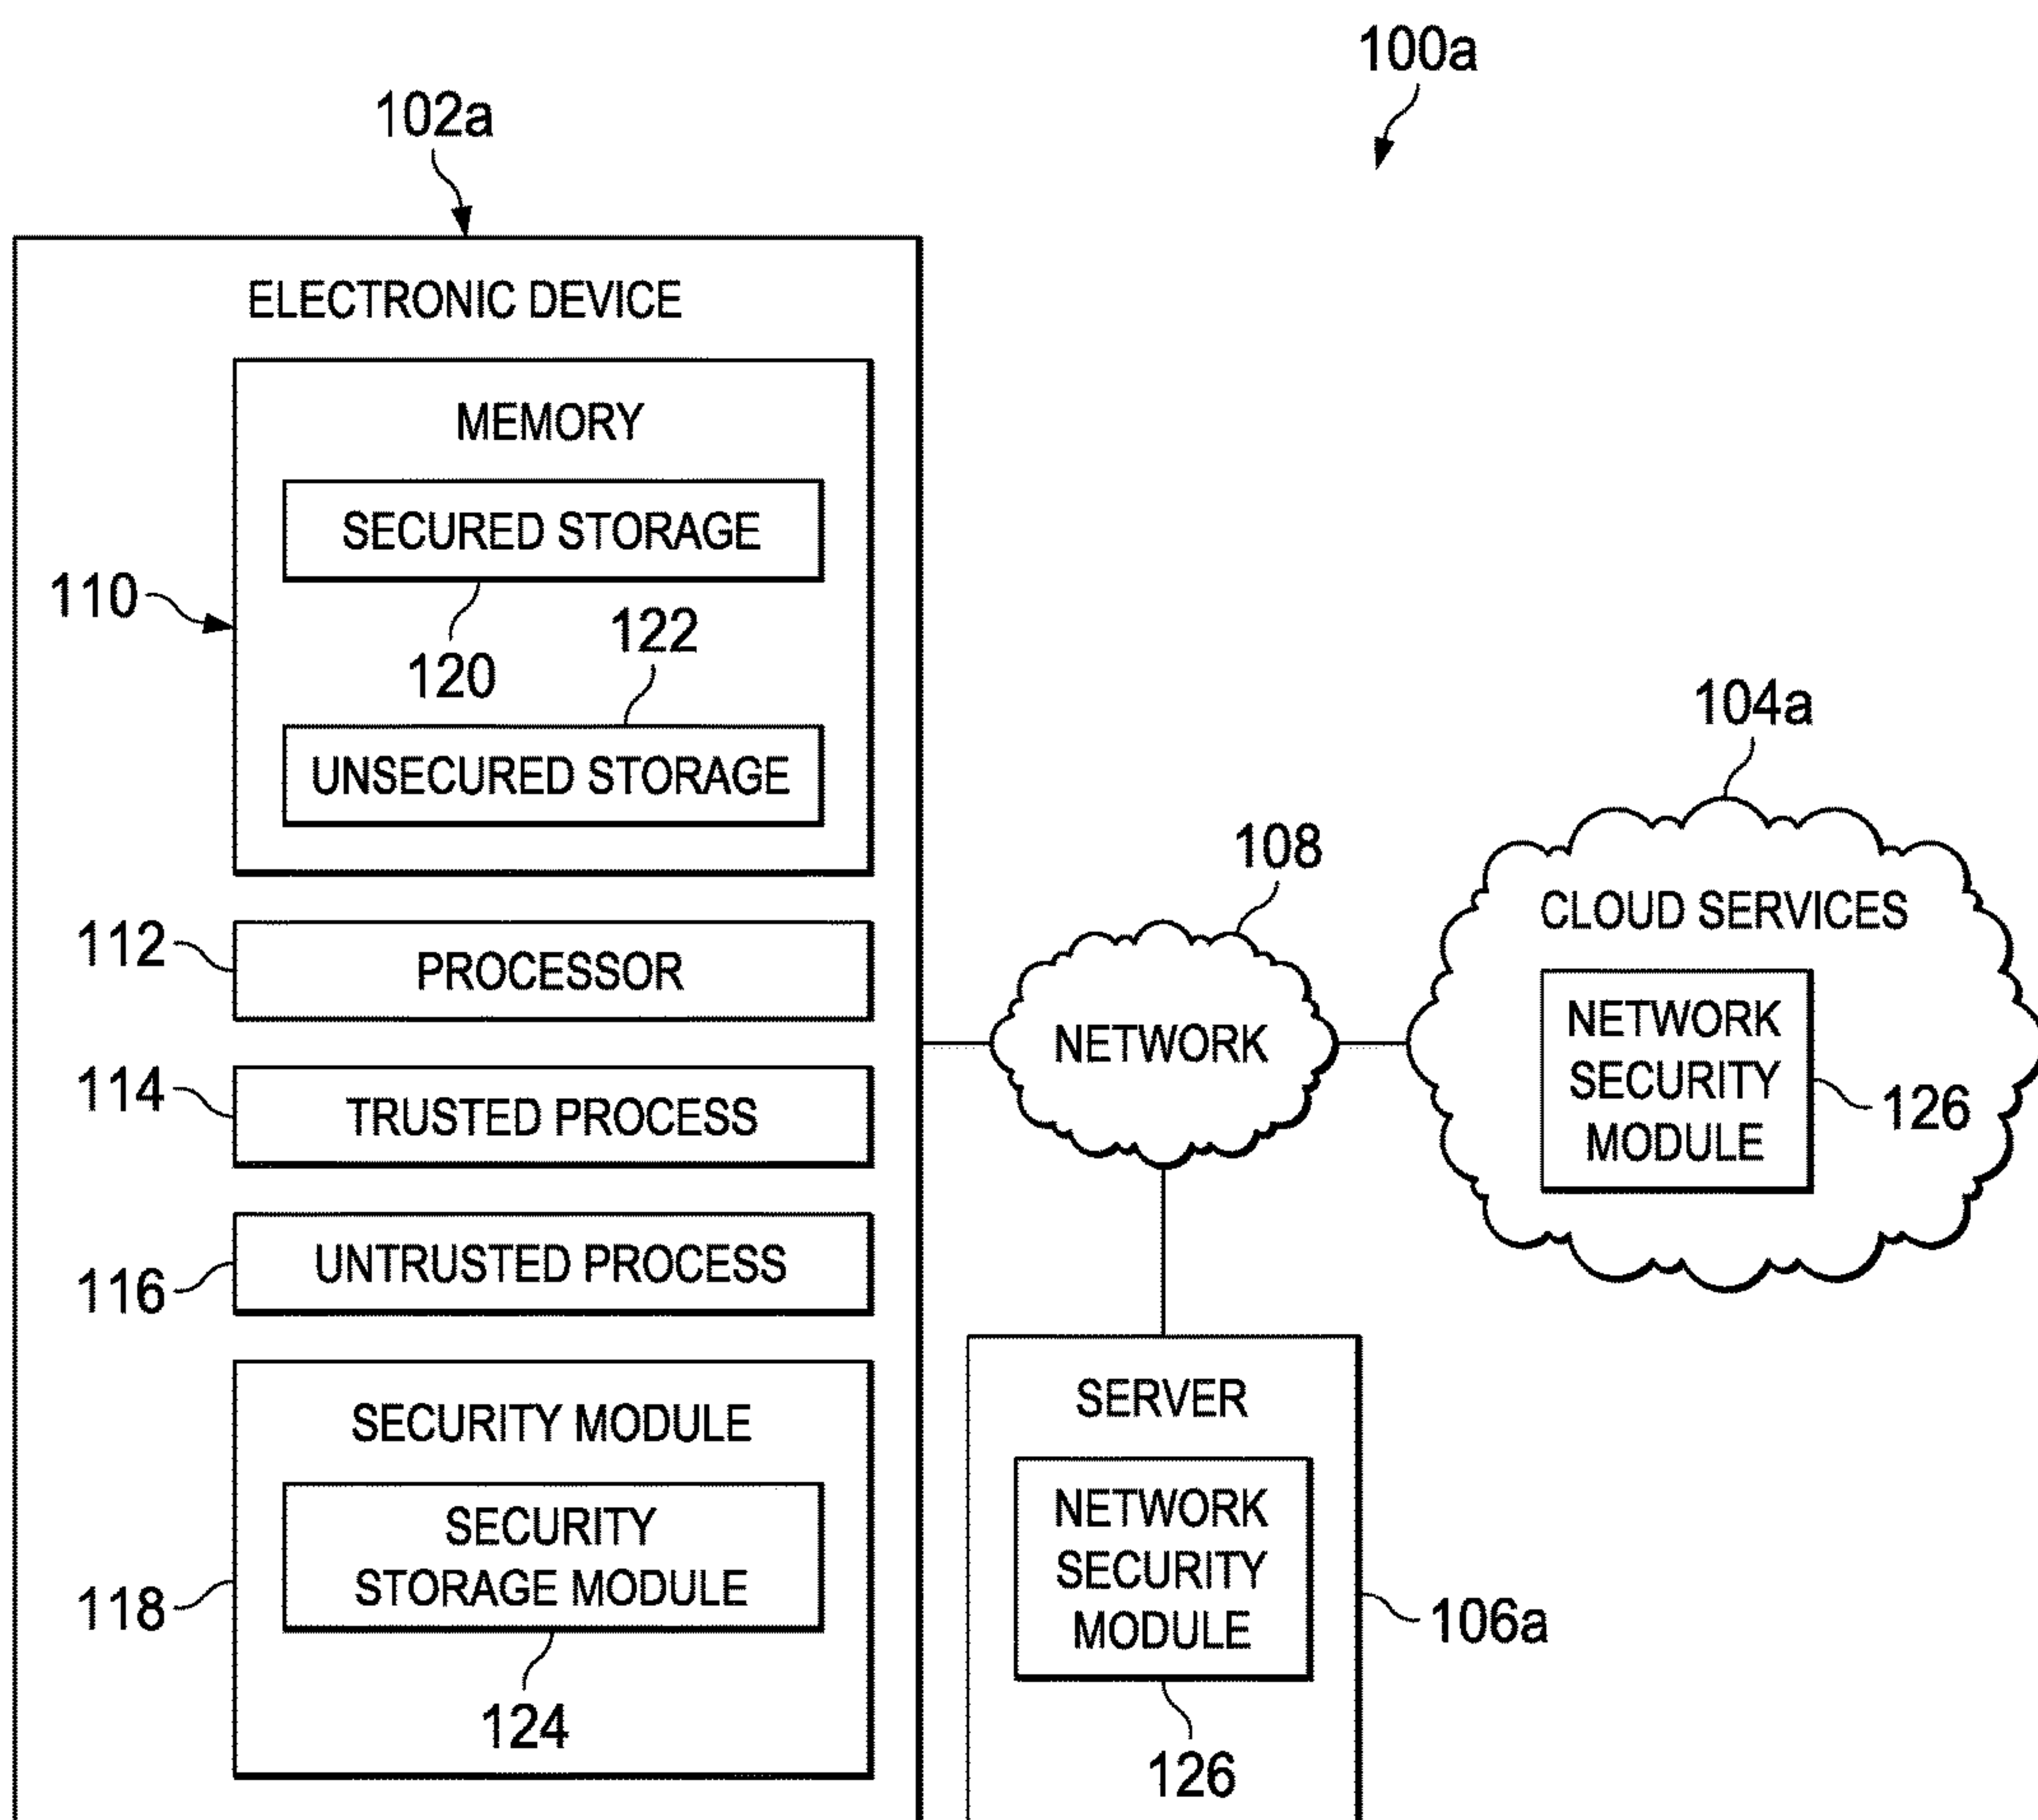 100a
102a
ELECTRONIC DEVICE
MEMORY
SECURED STORAGE
110
120
122
UNSECURED STORAGE
112
PROCESSOR
114
TRUSTED PROCESS
116
UNTRUSTED PROCESS
118
SECURITY MODULE
SECURITY
STORAGE MODULE
124
108
NETWORK
104a
CLOUD SERVICES
NETWORK
SECURITY
MODULE
126
SERVER
NETWORK
SECURITY
MODULE
106a
126